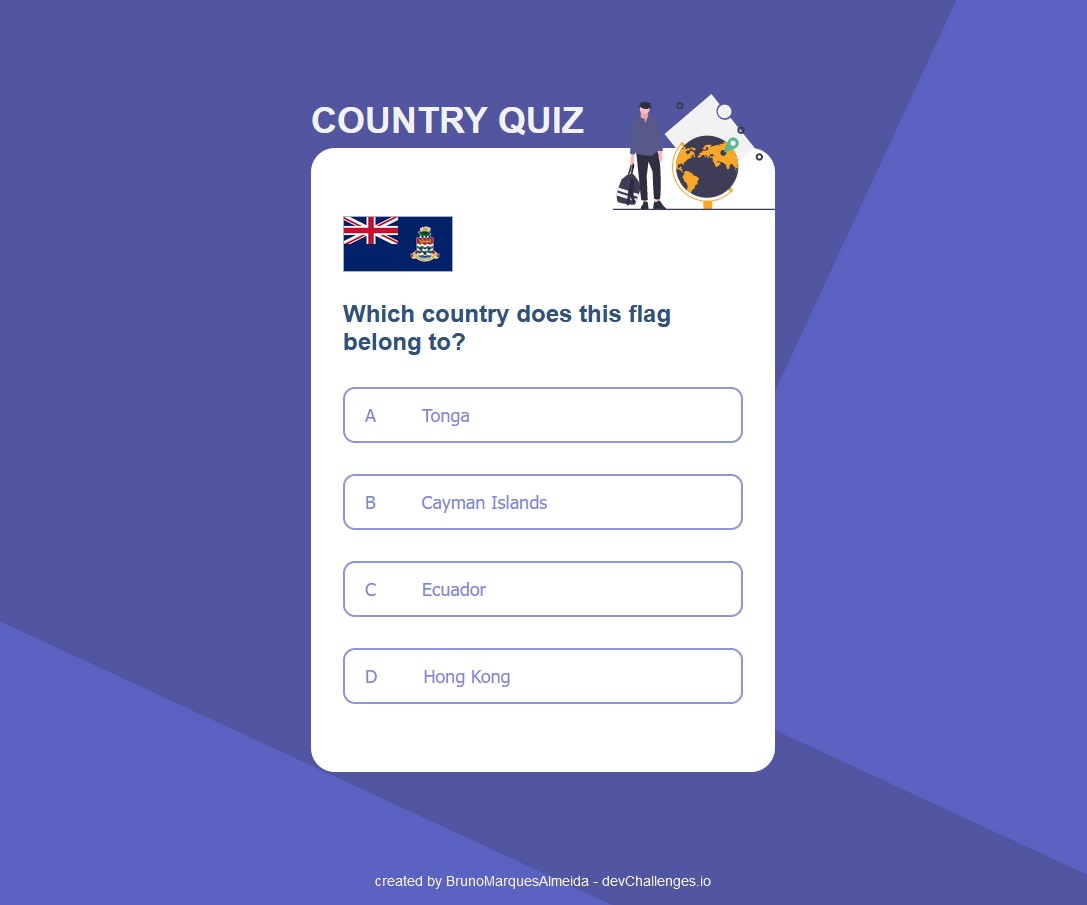 COUNTRY QUIZ
Which country does this flag
belong to?
A Tonga
B Cayman Islands
C Ecuador
D Hong Kong
created by BrunoMarquesAlmeida - devChallenges.io